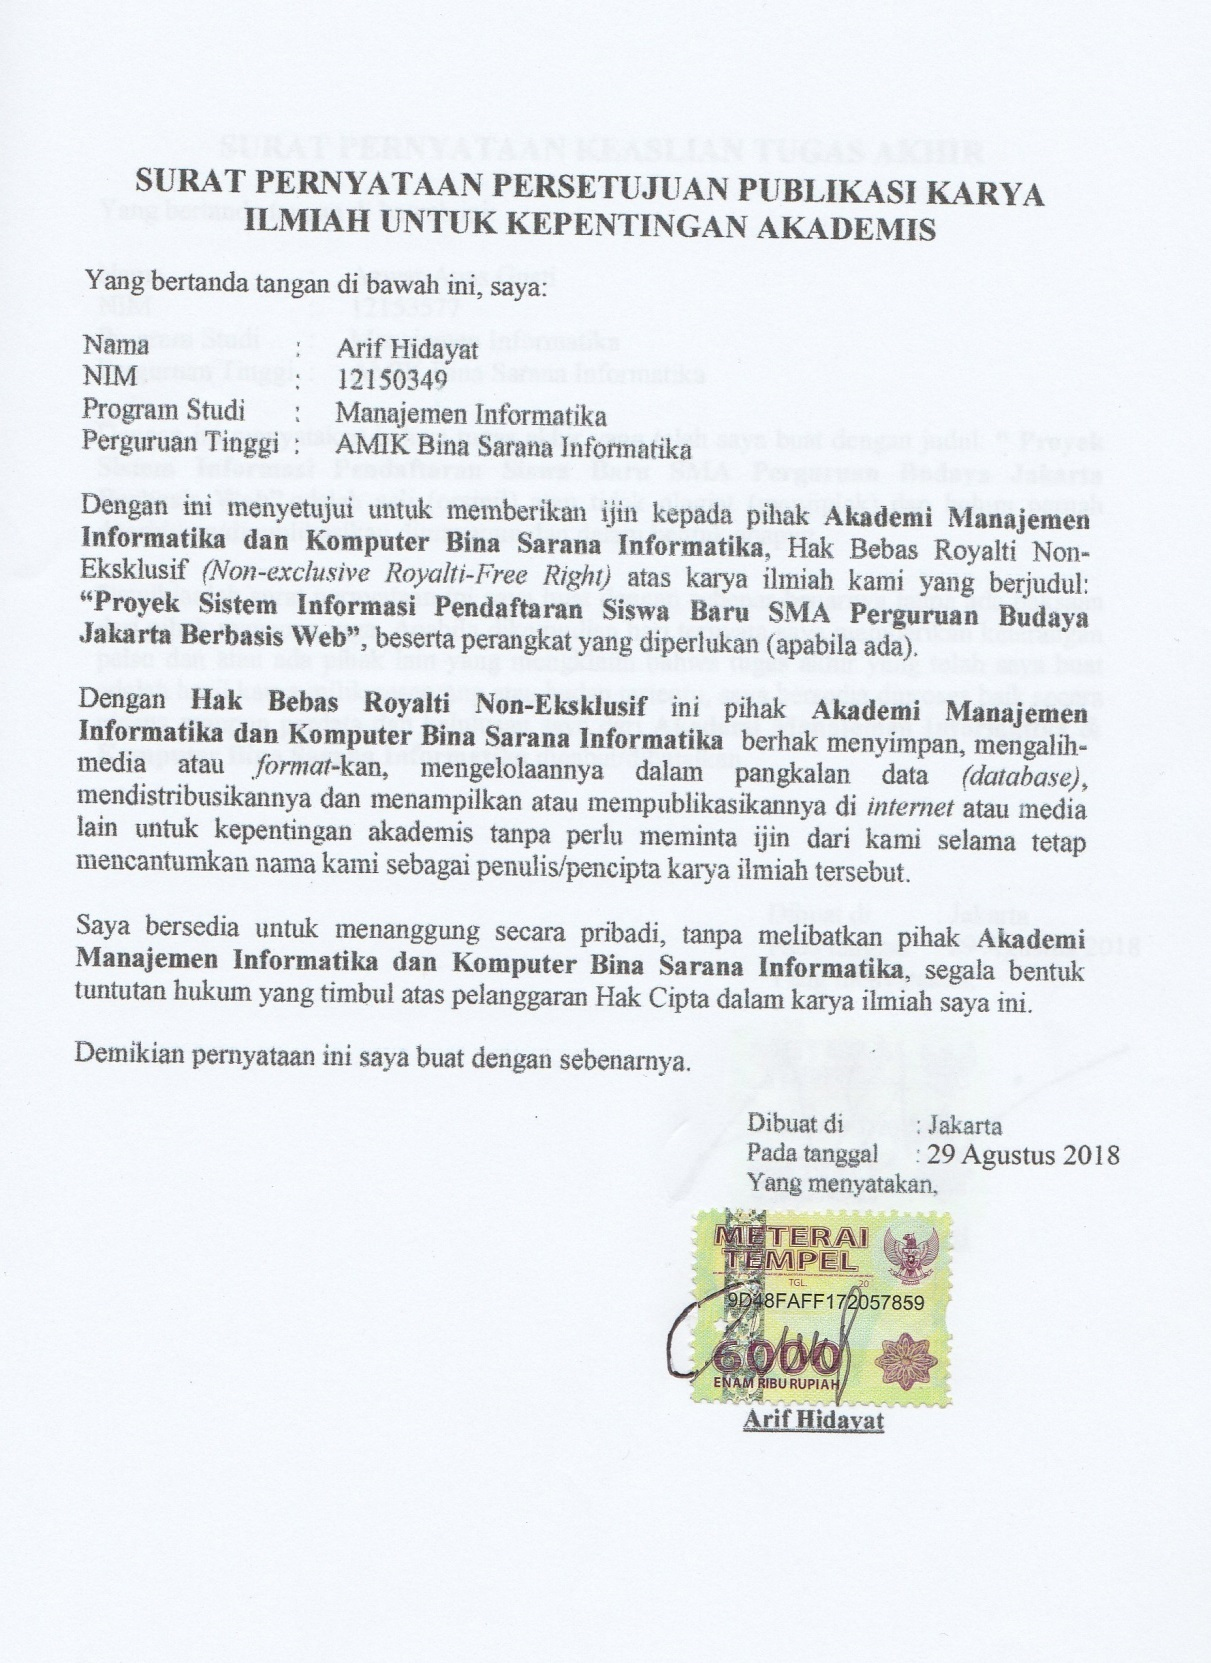 SURAT PERNYATAAN PERSETUJUAN PUBLIKASI KARYA
ILMIAH UNTUK KEPENTINGAN AKADEMIS
Yang bertanda tangan di bawah ini, saya:
Nama : Arif Hidayat
NIM : 12150349
Program Studi : Manajemen Informatika
Perguruan Tinggi : AMIK Bina Sarana Informatika
Dengan ini menyetujui untuk memberikan ijin kepada pihak Akademi Manajemen
Informatika dan Komputer Bina Sarana Informatika, Hak Bebas Royalti Non-
Eksklusif (Non-exclusive Royalti-Free Right) atas karya ilmiah kami yang berjudul:
“Proyek Sistem Informasi Pendaftaran Siswa Baru SMA Perguruan Budaya
Jakarta Berbasis Web”, beserta perangkat yang diperlukan (apabila ada).
Dengan Hak Bebas Royalti Non-Eksklusif ini pihak Akademi Manajemen
Informatika dan Komputer Bina Sarana Informatika berhak menyimpan, mengalih-
media atau format-kan, mengelolaannya dalam pangkalan data (database),
mendistribusikannya dan menampilkan atau mempublikasikannya di internet atau media
lain untuk kepentingan akademis tanpa perlu meminta ijin dari kami selama tetap
mencantumkan nama kami sebagai penulis/pencipta karya ilmiah tersebut.
Saya bersedia untuk menanggung secara pribadi, tanpa melibatkan pihak Akademi
Manajemen Informatika dan Komputer Bina Sarana Informatika, segala bentuk
tuntutan hukum yang timbul atas pelanggaran Hak Cipta dalam karya ilmiah saya ini.
Demikian pernyataan ini saya buat dengan sebenarnya.
Dibuat di : Jakarta
Pada tanggal : 29 Agustus 2018
Yang menyatakan,
METERAI
TEMPEL
TGL. 20
9D48FAFF172057859
6000
ENAM RIBU RUPIAH
Arif Hidayat